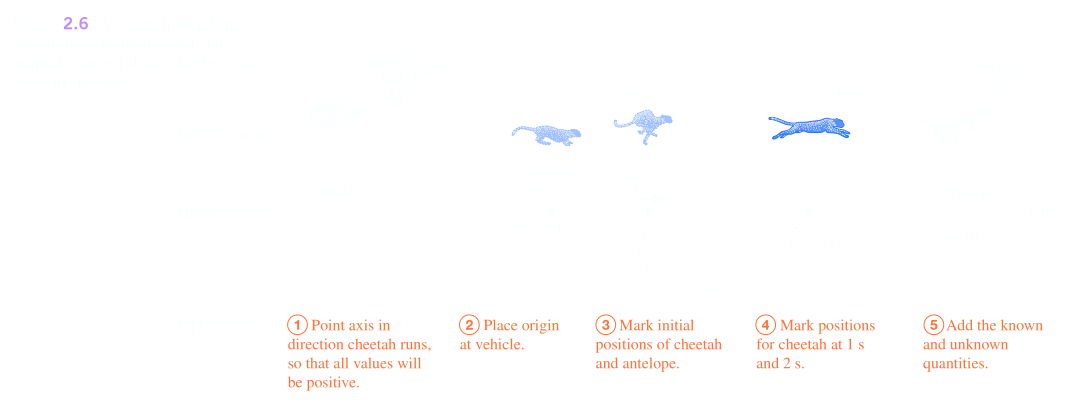 2.6
① Point axis in
direction cheetah runs,
so that all values will
be positive.
② Place origin
at vehicle.
③ Mark initial
positions of cheetah
and antelope.
④ Mark positions
for cheetah at 1 s
and 2 s.
⑤ Add the known
and unknown
quantities.